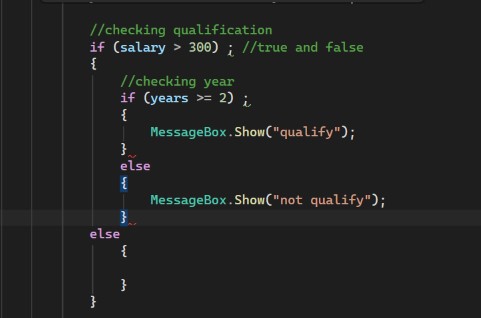 //checking qualification
if (salary > 300) ; //true and false
{
//checking year
if (years >= 2) ;
{
MessageBox.Show("qualify");
}
else
{
MessageBox.Show("not qualify");
}
else
{
}
}